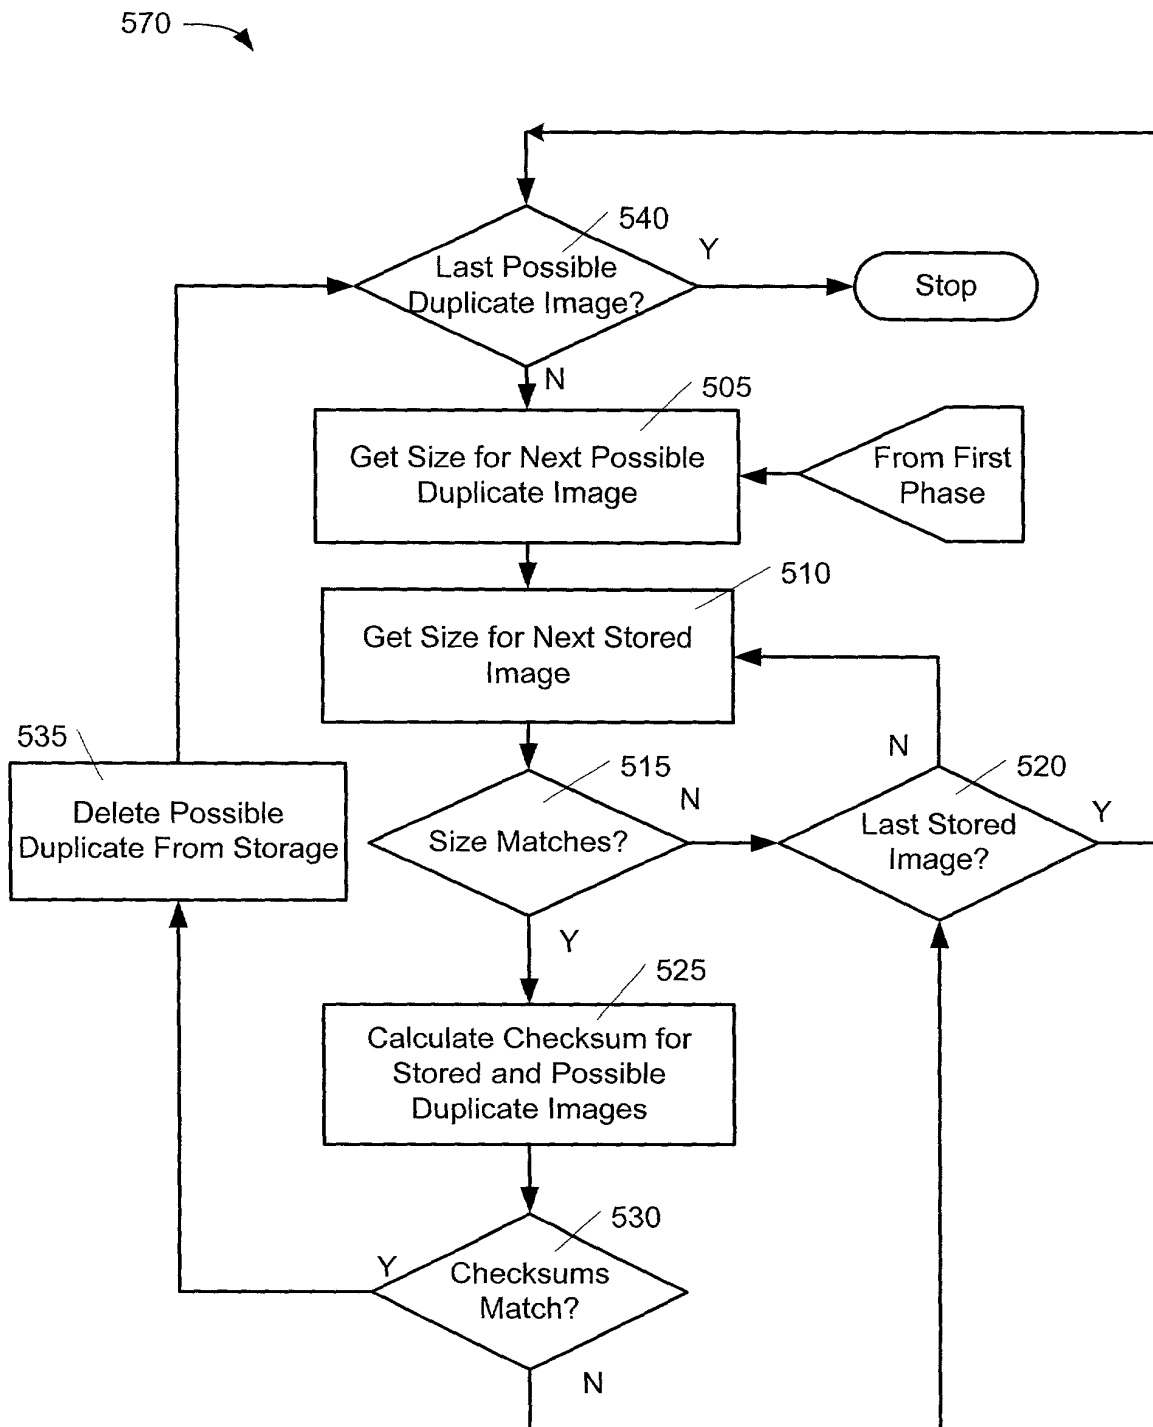 570
540
Last Possible
Duplicate Image?
Y
Stop
N
505
Get Size for Next Possible
Duplicate Image
From First
Phase
510
Get Size for Next Stored
Image
535
Delete Possible
Duplicate From Storage
515
Size Matches?
N
N
520
Last Stored
Image?
Y
Y
525
Calculate Checksum for
Stored and Possible
Duplicate Images
530
Y
Checksums
Match?
N